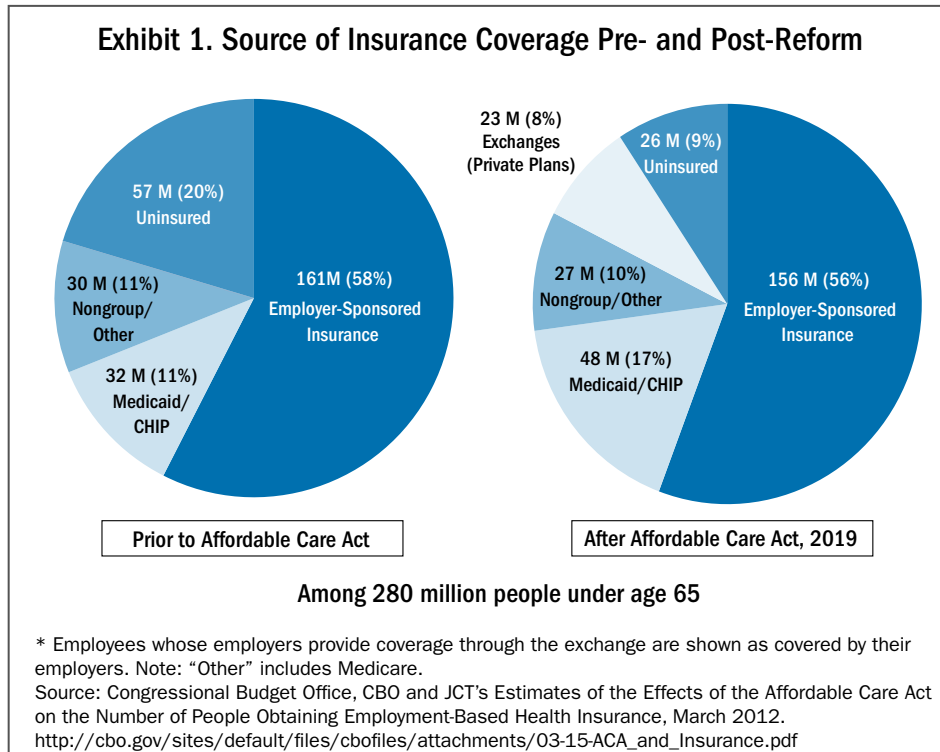 Exhibit 1. Source of Insurance Coverage Pre- and Post-Reform
57 M (20%)
Uninsured
30 M (11%)
Nongroup/
Other
32 M (11%)
Medicaid/
CHIP
161M (58%)
Employer-Sponsored
Insurance
Prior to Affordable Care Act
23 M (8%)
Exchanges
(Private Plans)
26 M (9%)
Uninsured
27 M (10%)
Nongroup/Other
48 M (17%)
Medicaid/CHIP
156 M (56%)
Employer-Sponsored
Insurance
After Affordable Care Act, 2019
Among 280 million people under age 65
* Employees whose employers provide coverage through the exchange are shown as covered by their
employers. Note: “Other” includes Medicare.
Source: Congressional Budget Office, CBO and JCT’s Estimates of the Effects of the Affordable Care Act
on the Number of People Obtaining Employment-Based Health Insurance, March 2012.
http://cbo.gov/sites/default/files/cbofiles/attachments/03-15-ACA_and_Insurance.pdf